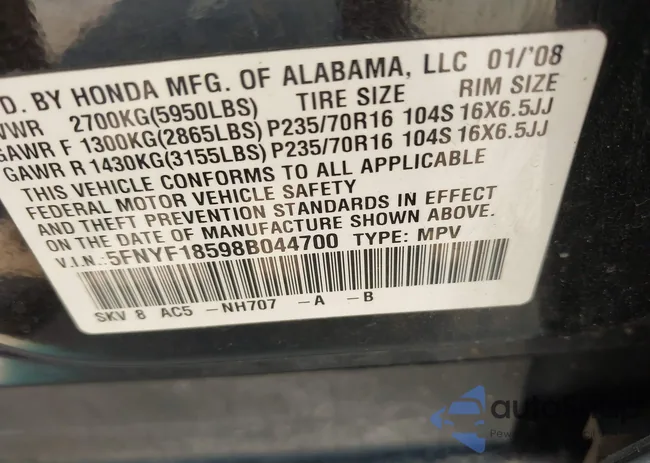 D. BY HONDA MFG. OF ALABAMA, LLC 01/'08
VWR 2700KG(5950LBS) TIRE SIZE RIM SIZE
GAWR F 1300KG(2865LBS) P235/70R16 104S 16X6.5JJ
GAWR R 1430KG(3155LBS) P235/70R16 104S 16X6.5JJ
THIS VEHICLE CONFORMS TO ALL APPLICABLE
FEDERAL MOTOR VEHICLE SAFETY
AND THEFT PREVENTION STANDARDS IN EFFECT
ON THE DATE OF MANUFACTURE SHOWN ABOVE.
V.I.N.:5FNYF18598B044700 TYPE: MPV
SKV 8 AC5 -NH707 -A -B